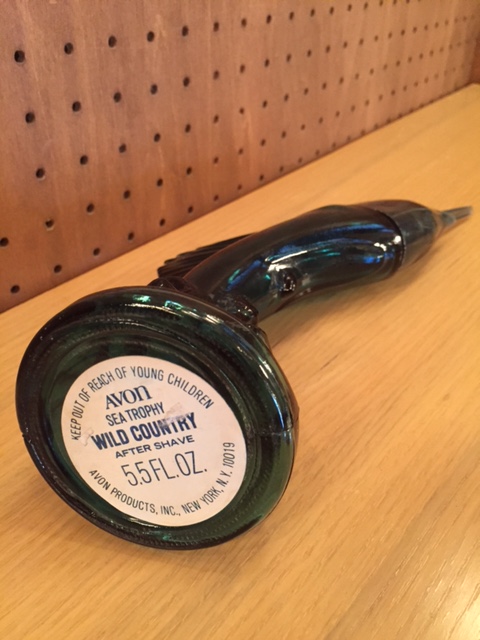 KEEP OUT OF REACH OF YOUNG CHILDREN
AVON
SEA TROPHY
WILD COUNTRY
AFTER SHAVE
5.5 FL. OZ.
AVON PRODUCTS, INC., NEW YORK, N.Y. 10019